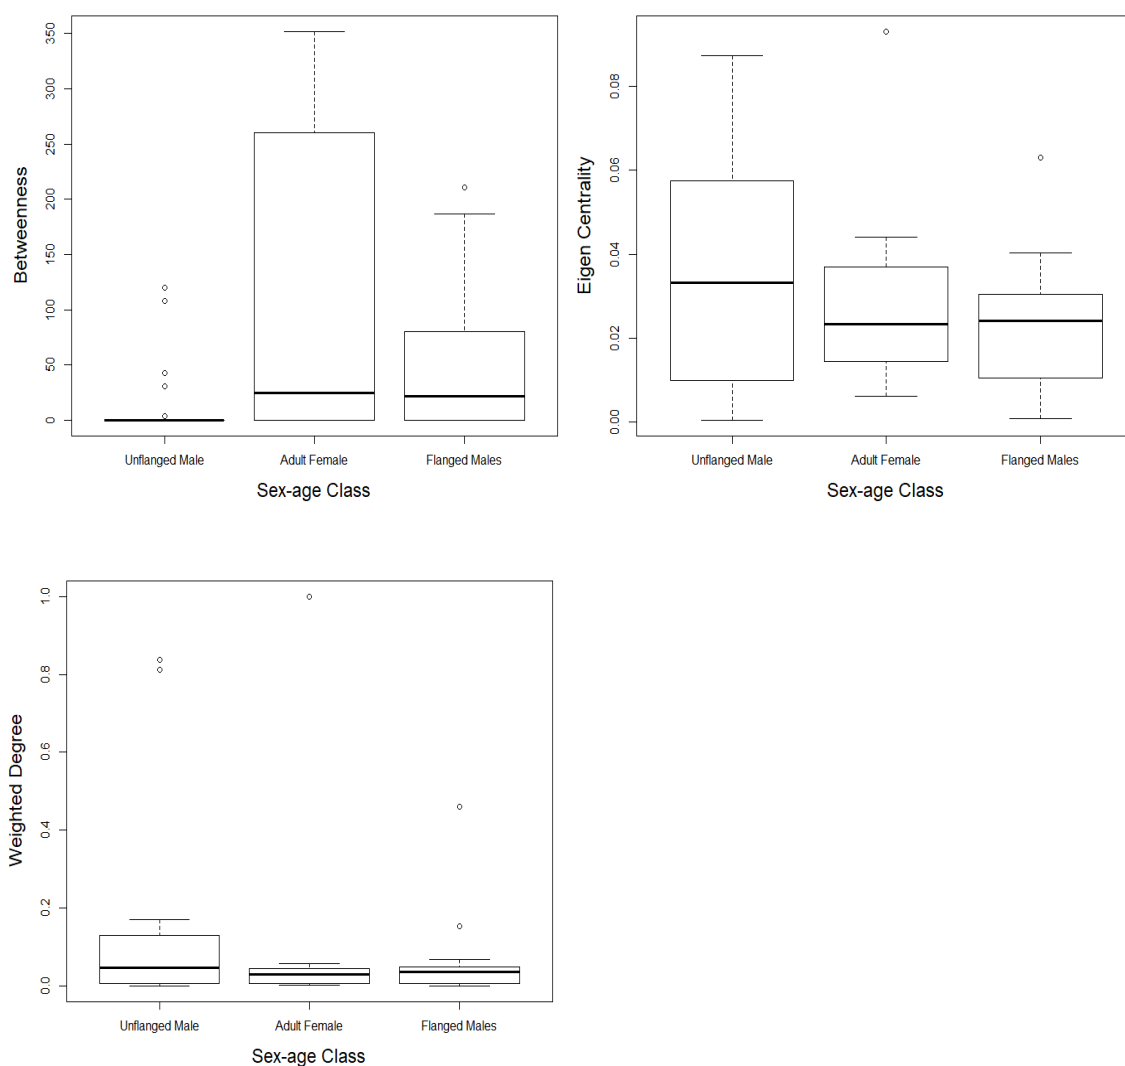 Betweenness
350
300
250
200
150
100
50
0
Unflanged Male Adult Female Flanged Males
Sex-age Class
Eigen Centrality
0.08
0.06
0.04
0.02
0.00
Unflanged Male Adult Female Flanged Males
Sex-age Class
Weighted Degree
1.0
0.8
0.6
0.4
0.2
0.0
Unflanged Male Adult Female Flanged Males
Sex-age Class